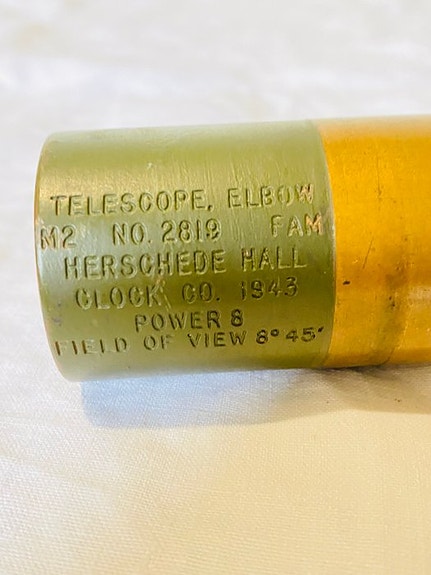 TELESCOPE, ELBOW
M2 NO. 2819 FAM
HERSCHEDE HALL
CLOCK CO. 1943
POWER 8
FIELD OF VIEW 8° 45'